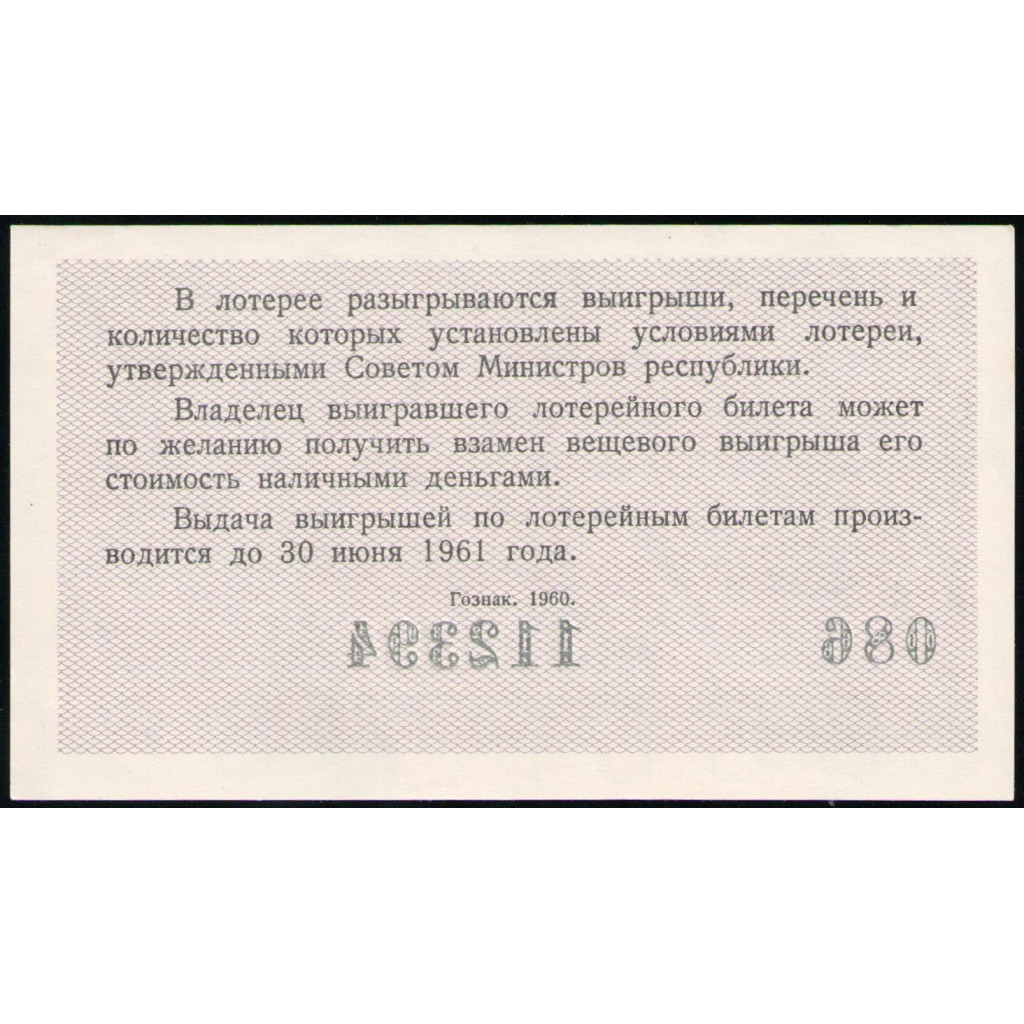 В лотерее разыгрываются выигрыши, перечень и
количество которых установлены условиями лотереи,
утвержденными Советом Министров республики.
Владелец выигравшего лотерейного билета может
по желанию получить взамен вещевого выигрыша его
стоимость наличными деньгами.
Выдача выигрышей по лотерейным билетам произ-
водится до 30 июня 1961 года.
Гознак. 1960.
112394 086